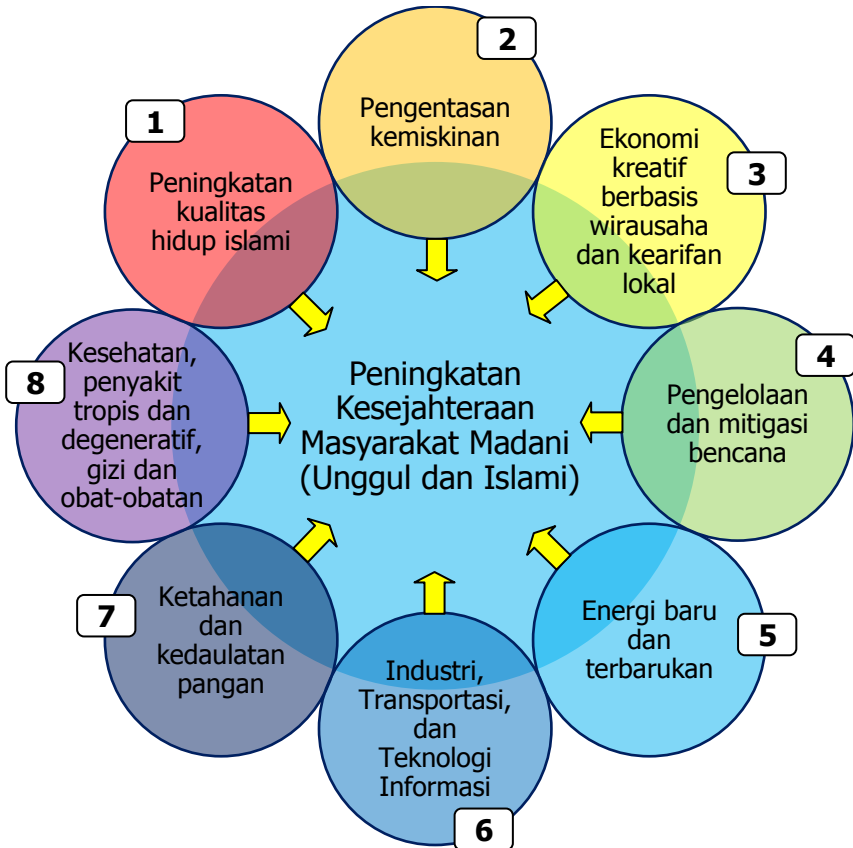 1
Peningkatan
kualitas
hidup islami
2
Pengentasan
kemiskinan
3
Ekonomi
kreatif
berbasis
wirausaha
dan kearifan
lokal
4
Pengelolaan
dan mitigasi
bencana
5
Energi baru
dan
terbarukan
6
Industri,
Transportasi,
dan
Teknologi
Informasi
7
Ketahanan
dan
kedaulatan
pangan
8
Kesehatan,
penyakit
tropis dan
degeneratif,
gizi dan
obat-obatan
Peningkatan
Kesejahteraan
Masyarakat Madani
(Unggul dan Islami)